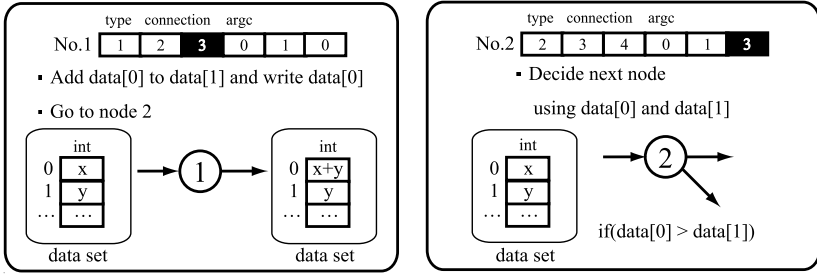 type connection argc
No.1 1 2 3 0 1 0
▪ Add data[0] to data[1] and write data[0]
▪ Go to node 2
int
0 x
1 y
... ...
data set
1
int
0 x+y
1 y
... ...
data set
type connection argc
No.2 2 3 4 0 1 3
▪ Decide next node
using data[0] and data[1]
int
0 x
1 y
... ...
data set
2
if(data[0] > data[1])